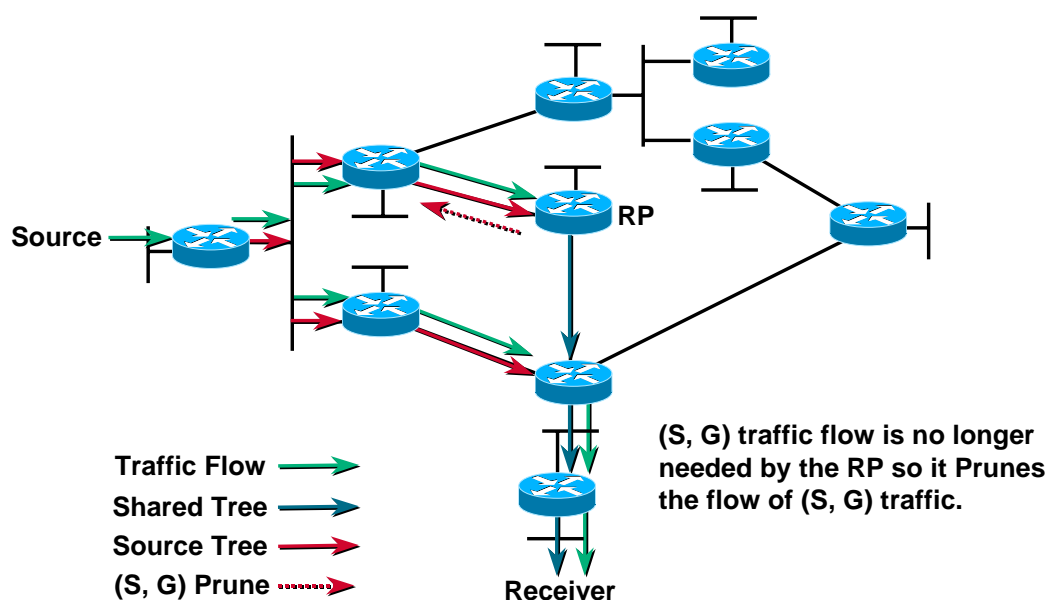 RP
Source
(S, G) traffic flow is no longer
needed by the RP so it Prunes
the flow of (S, G) traffic.
Traffic Flow
Shared Tree
Source Tree
(S, G) Prune
Receiver